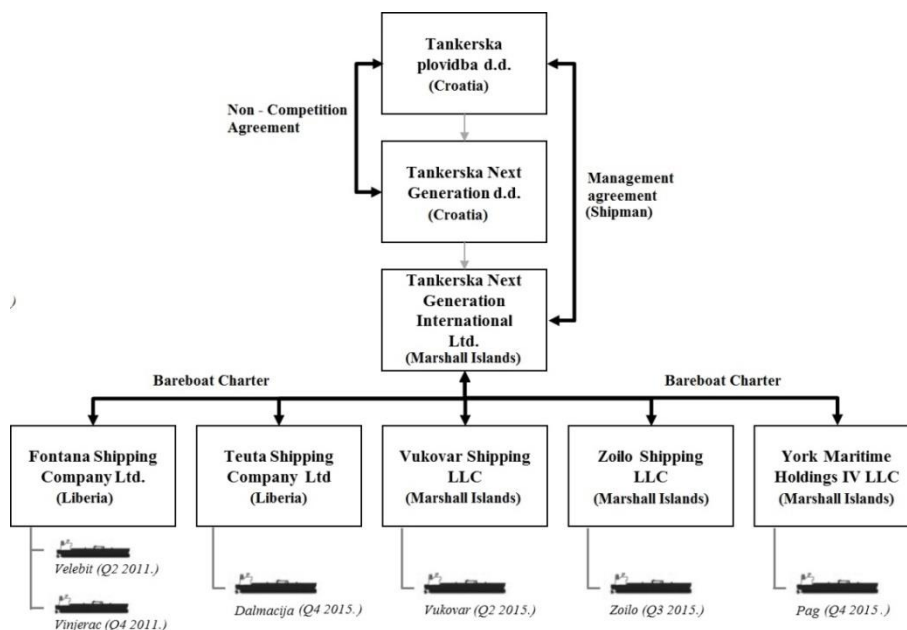 Tankerska
plovidba d.d.
(Croatia)
Non - Competition
Agreement
Tankerska Next
Generation d.d.
(Croatia)
Management
agreement
(Shipman)
Tankerska Next
Generation
International
Ltd.
(Marshall Islands)
)
Bareboat Charter
Bareboat Charter
Fontana Shipping
Company Ltd.
(Liberia)
Teuta Shipping
Company Ltd
(Liberia)
Vukovar Shipping
LLC
(Marshall Islands)
Zoilo Shipping
LLC
(Marshall Islands)
York Maritime
Holdings IV LLC
(Marshall Islands)
Velebit (Q2 2011.)
Vinjerac (Q4 2011.)
Dalmacija (Q4 2015.)
Vukovar (Q2 2015.)
Zoilo (Q3 2015.)
Pag (Q4 2015.)